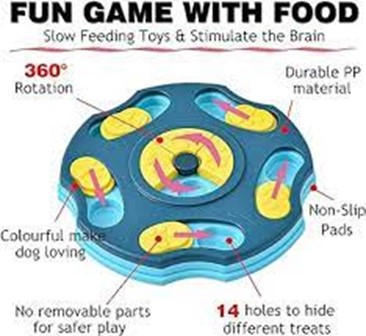 FUN GAME WITH FOOD
Slow Feeding Toys & Stimulate the Brain
360°
Rotation
Durable PP
material
Colourful make
dog loving
Non-Slip
Pads
No removable parts
for safer play
14 holes to hide
different treats